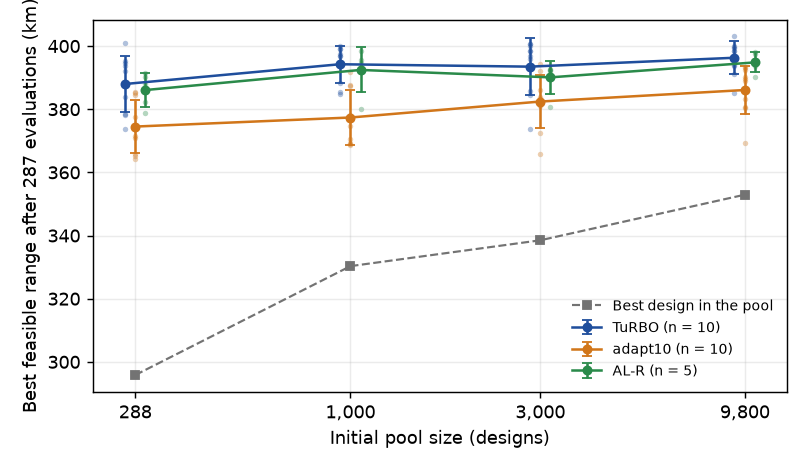 Best feasible range after 287 evaluations (km)
400
380
360
340
320
300
Best design in the pool
TuRBO (n = 10)
adapt10 (n = 10)
AL-R (n = 5)
288
1,000
3,000
9,800
Initial pool size (designs)